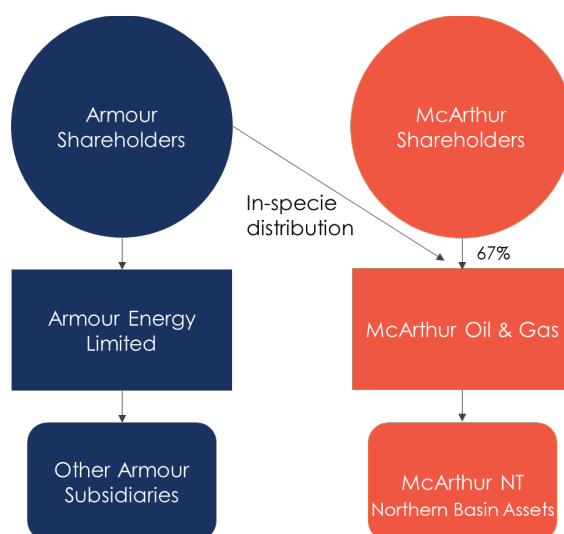 Armour
Shareholders
McArthur
Shareholders
In-specie
distribution
67%
Armour Energy
Limited
McArthur Oil & Gas
Other Armour
Subsidiaries
McArthur NT
Northern Basin Assets